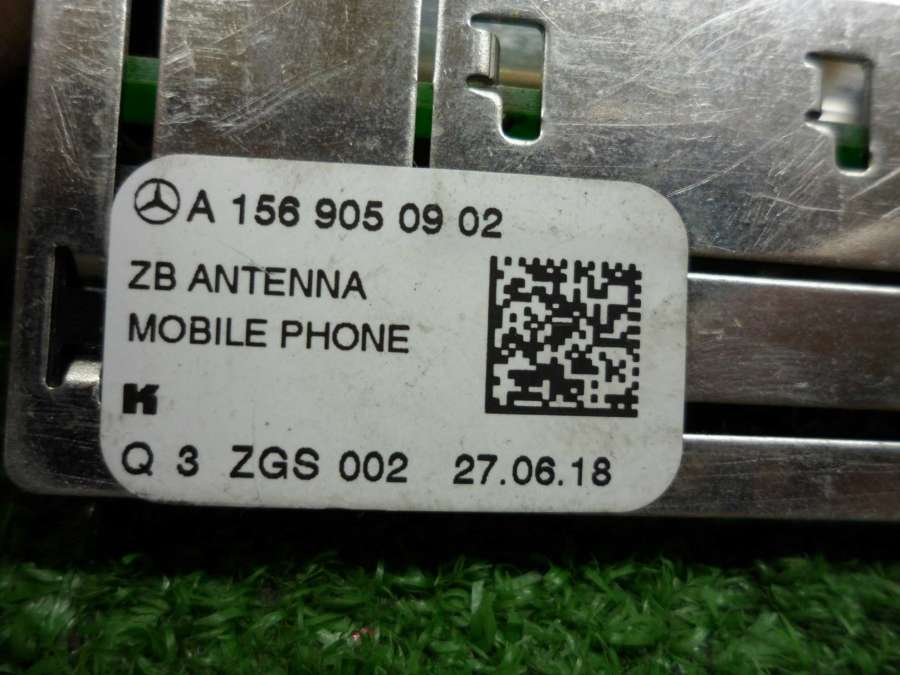 A 156 905 09 02
ZB ANTENNA
MOBILE PHONE
K
Q 3 ZGS 002 27.06.18